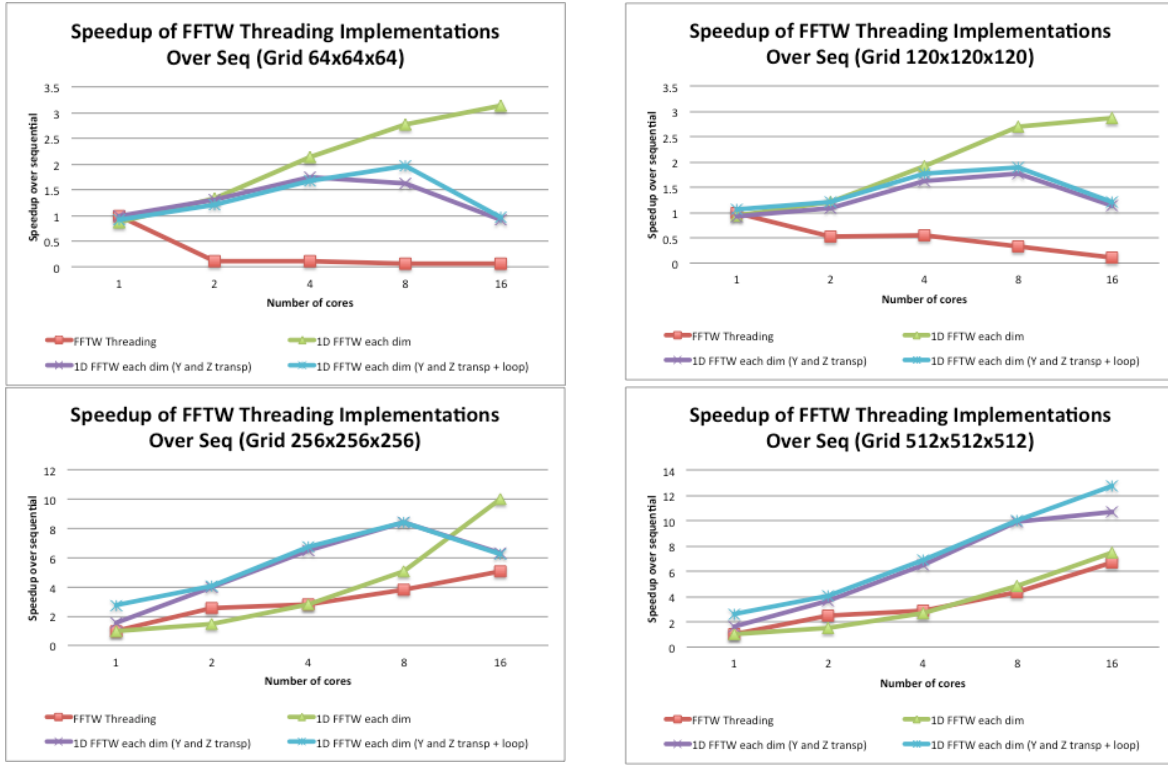 Speedup of FFTW Threading Implementations
Over Seq (Grid 64x64x64)
Speedup over sequential
3.5
3
2.5
2
1.5
1
0.5
0
1 2 4 8 16
Number of cores
FFTW Threading
1D FFTW each dim
1D FFTW each dim (Y and Z transp)
1D FFTW each dim (Y and Z transp + loop)
Speedup of FFTW Threading Implementations
Over Seq (Grid 120x120x120)
Speedup over sequential
3.5
3
2.5
2
1.5
1
0.5
0
1 2 4 8 16
Number of cores
FFTW Threading
1D FFTW each dim
1D FFTW each dim (Y and Z transp)
1D FFTW each dim (Y and Z transp + loop)
Speedup of FFTW Threading Implementations
Over Seq (Grid 256x256x256)
Speedup over sequential
12
10
8
6
4
2
0
1 2 4 8 16
Number of cores
FFTW Threading
1D FFTW each dim
1D FFTW each dim (Y and Z transp)
1D FFTW each dim (Y and Z transp + loop)
Speedup of FFTW Threading Implementations
Over Seq (Grid 512x512x512)
Speedup over sequential
14
12
10
8
6
4
2
0
1 2 4 8 16
Number of cores
FFTW Threading
1D FFTW each dim
1D FFTW each dim (Y and Z transp)
1D FFTW each dim (Y and Z transp + loop)